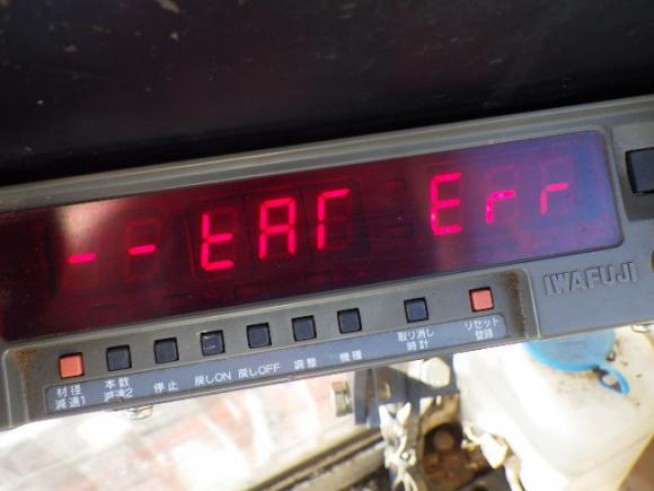 --tAr Err
IWAFUJI
材径 本数 停止 戻しON 戻しOFF 調整 機種 取り消し リセット
減速1 減速2 時計 登録